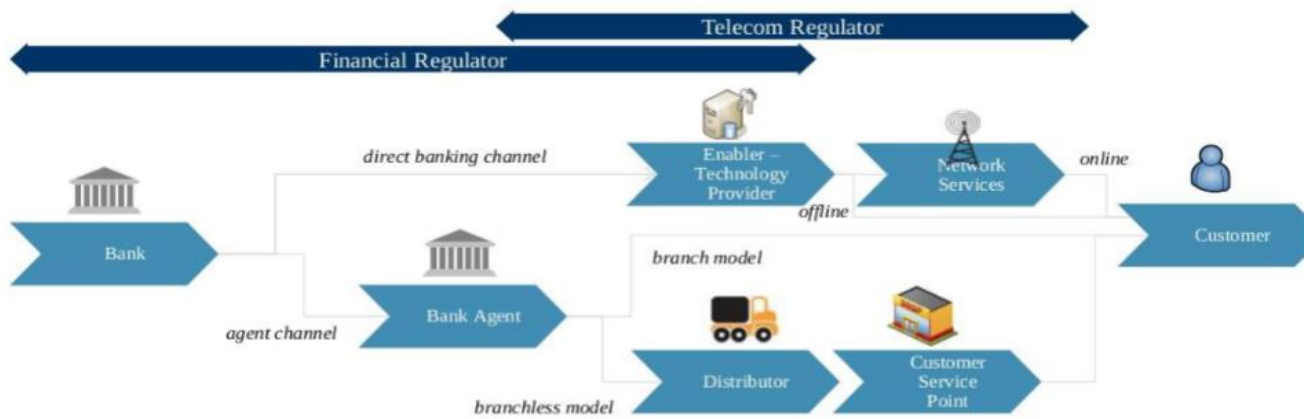 Telecom Regulator
Financial Regulator
direct banking channel
Enabler –
Technology
Provider
Network
Services
online
offline
Bank
Customer
branch model
Bank Agent
agent channel
Distributor
Customer
Service
Point
branchless model